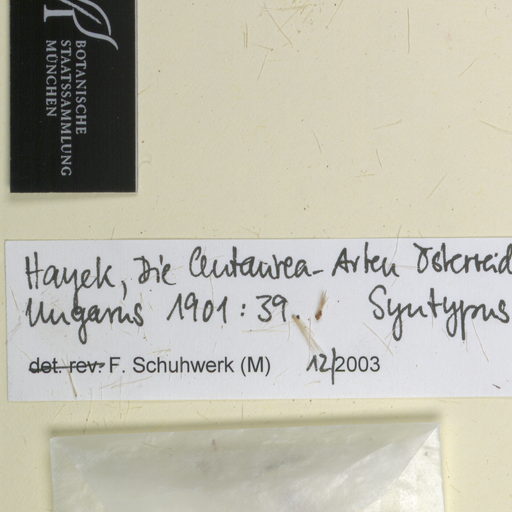 BOTANISCHE
STAATSSAMMLUNG
MÜNCHEN
Hayek, Die Centaurea-Arten Österreich
Ungarns 1901:39. Syntypus
det. rev. F. Schuhwerk (M) 12/2003